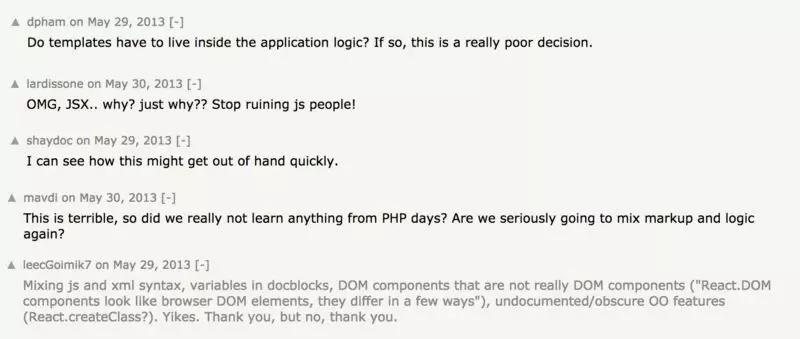 ▲ dpham on May 29, 2013 [-]
Do templates have to live inside the application logic? If so, this is a really poor decision.
▲ lardissone on May 30, 2013 [-]
OMG, JSX.. why? just why?? Stop ruining js people!
▲ shaydoc on May 29, 2013 [-]
I can see how this might get out of hand quickly.
▲ mavdi on May 30, 2013 [-]
This is terrible, so did we really not learn anything from PHP days? Are we seriously going to mix markup and logic
again?
▲ leecGoimik7 on May 29, 2013 [-]
Mixing js and xml syntax, variables in docblocks, DOM components that are not really DOM components ("React.DOM
components look like browser DOM elements, they differ in a few ways"), undocumented/obscure OO features
(React.createClass?). Yikes. Thank you, but no, thank you.